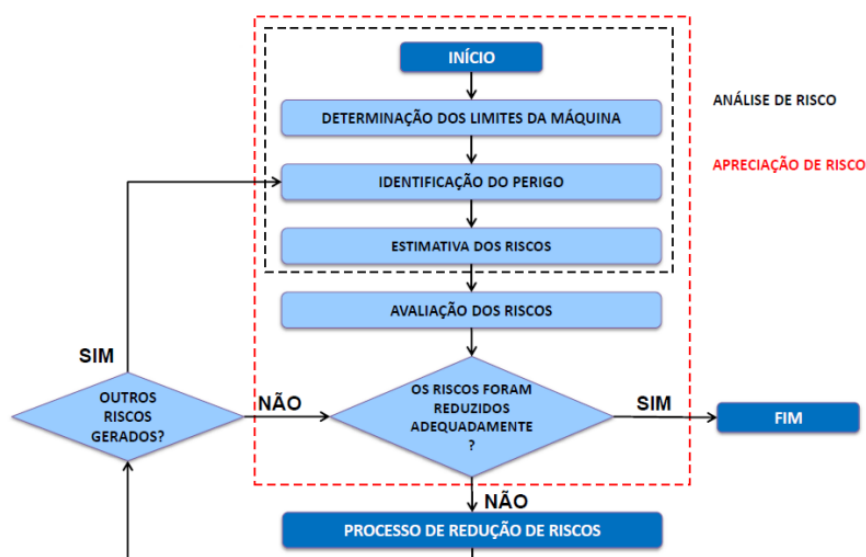 INÍCIO
ANÁLISE DE RISCO
DETERMINAÇÃO DOS LIMITES DA MÁQUINA
APRECIAÇÃO DE RISCO
IDENTIFICAÇÃO DO PERIGO
ESTIMATIVA DOS RISCOS
AVALIAÇÃO DOS RISCOS
SIM
OUTROS
RISCOS
GERADOS?
NÃO
OS RISCOS FORAM
REDUZIDOS
ADEQUADAMENTE
?
SIM
FIM
NÃO
PROCESSO DE REDUÇÃO DE RISCOS